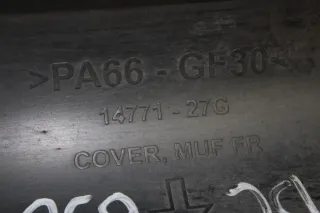 >PA66-GF30<
14771-27G
COVER, MUF FR